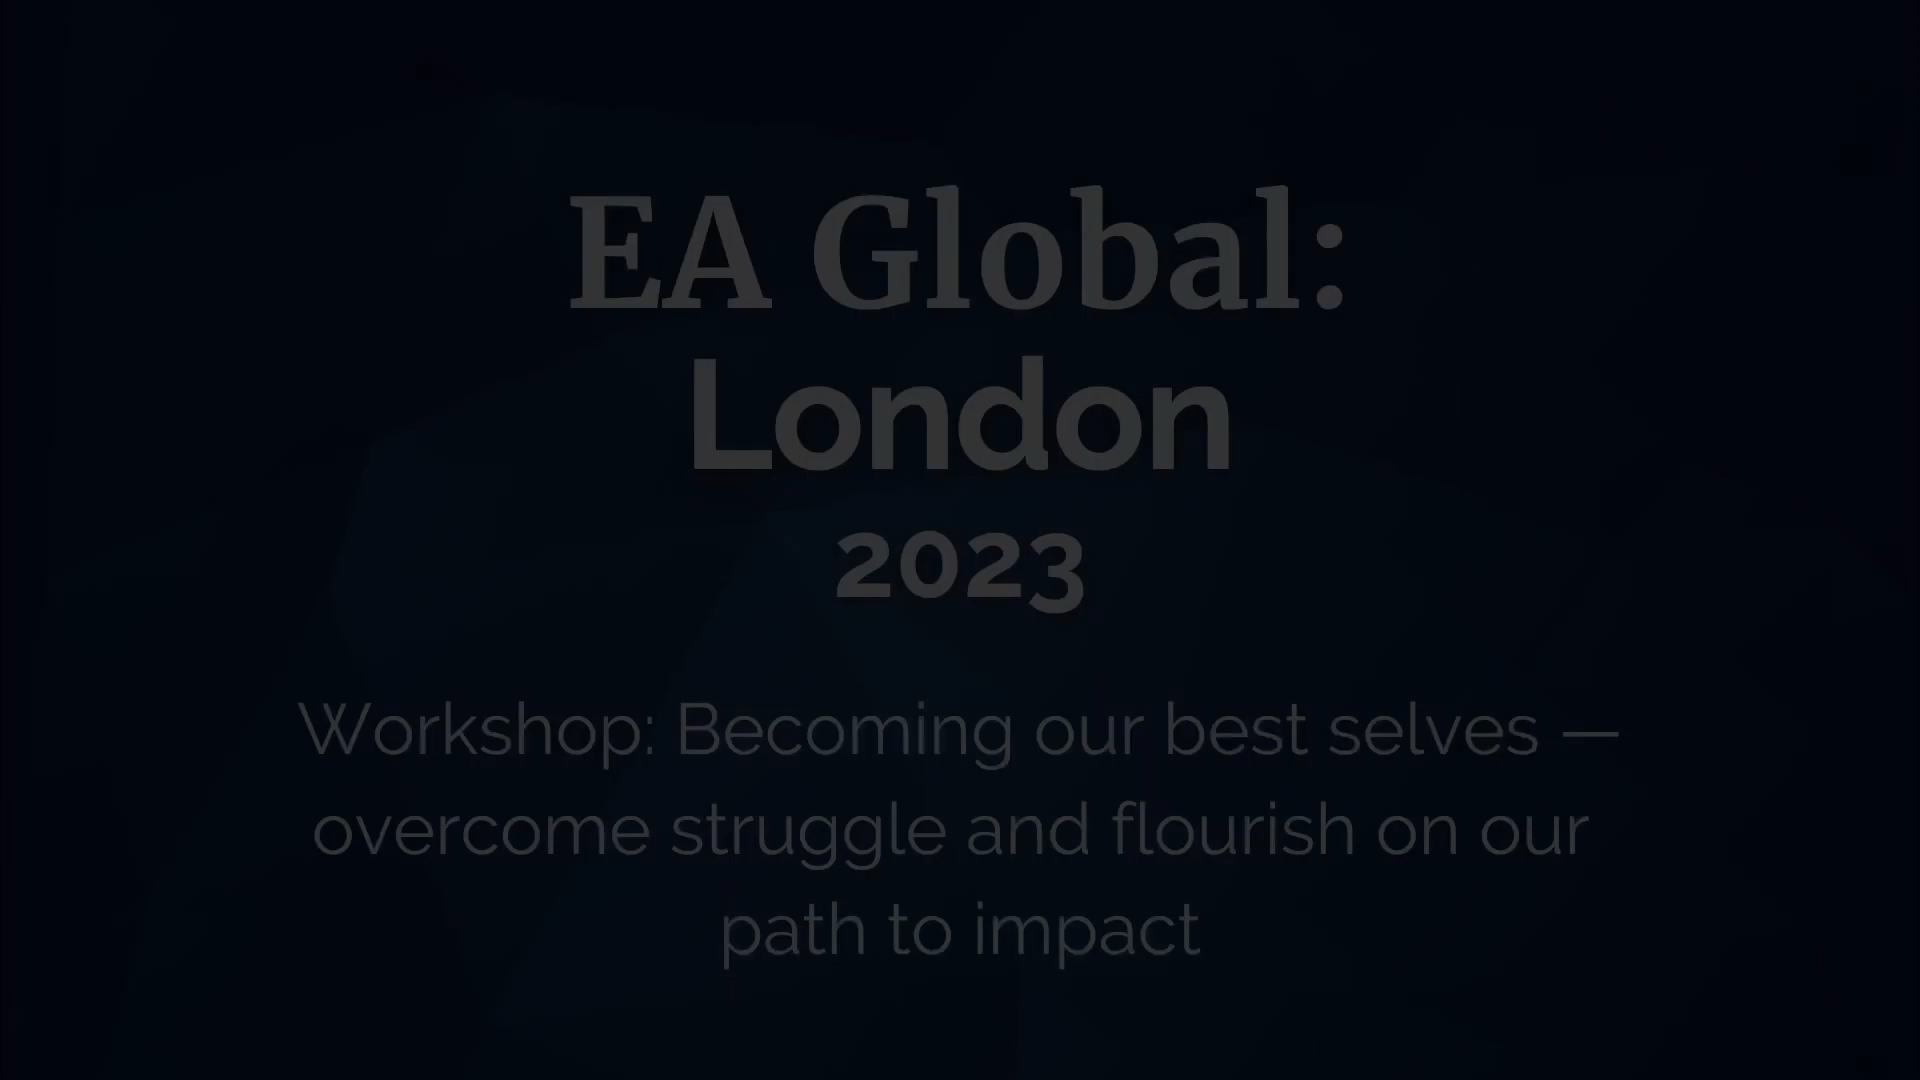 EA Global:
London
2023
Workshop: Becoming our best selves —
overcome struggle and flourish on our
path to impact